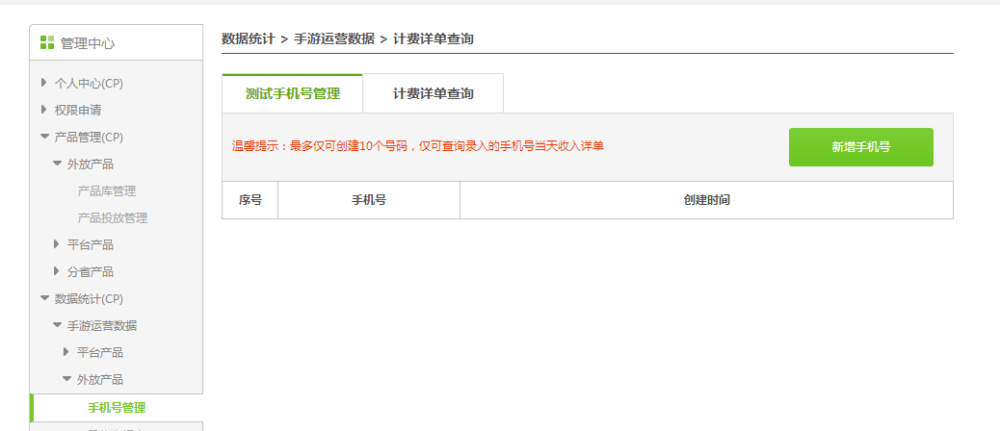 管理中心
个人中心(CP)
权限申请
产品管理(CP)
外放产品
产品库管理
产品投放管理
平台产品
分省产品
数据统计(CP)
手游运营数据
平台产品
外放产品
手机号管理
数据统计 > 手游运营数据 > 计费详单查询
测试手机号管理 计费详单查询
温馨提示：最多仅可创建10个号码，仅可查询录入的手机号当天收入详单
新增手机号
序号 手机号 创建时间